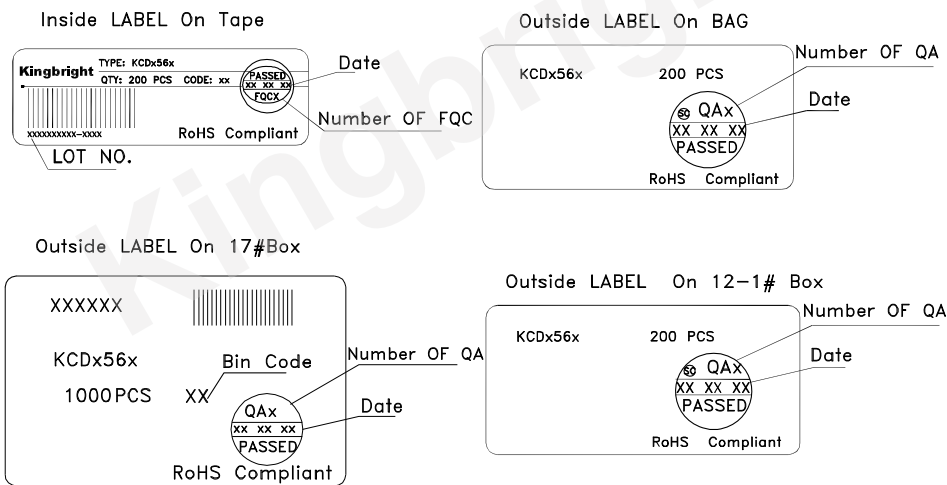 Inside LABEL On Tape
Kingbright
TYPE: KCDx56x
QTY: 200 PCS CODE: xx
PASSED
XX XX XX
FQCX
xxxxxxxxxx-xxxx
RoHS Compliant
Date
Number OF FQC
LOT NO.
Outside LABEL On BAG
KCDx56x 200 PCS
SC QAx
XX XX XX
PASSED
RoHS Compliant
Number OF QA
Date
Outside LABEL On 17#Box
XXXXXX
KCDx56x
1000PCS XX
Bin Code
QAx
XX XX XX
PASSED
RoHS Compliant
Number OF QA
Date
Outside LABEL On 12-1# Box
KCDx56x 200 PCS
SC QAx
XX XX XX
PASSED
RoHS Compliant
Number OF QA
Date
Kingbright